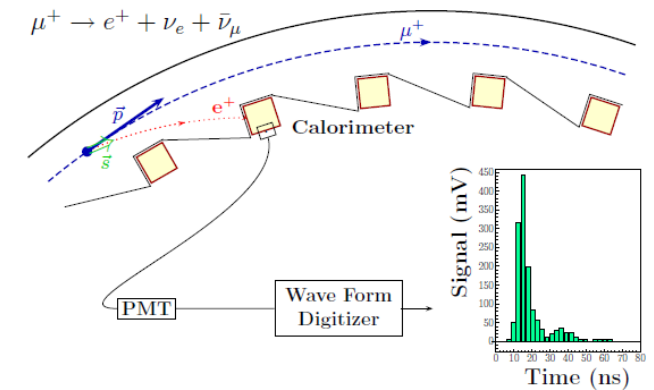 μ⁺ → e⁺ + ν_e + ν̄_μ
μ⁺
p⃗
e⁺
s⃗
Calorimeter
PMT
Wave Form
Digitizer
Signal (mV)
450
400
350
300
250
200
150
100
50
0
0 10 20 30 40 50 60 70 80
Time (ns)